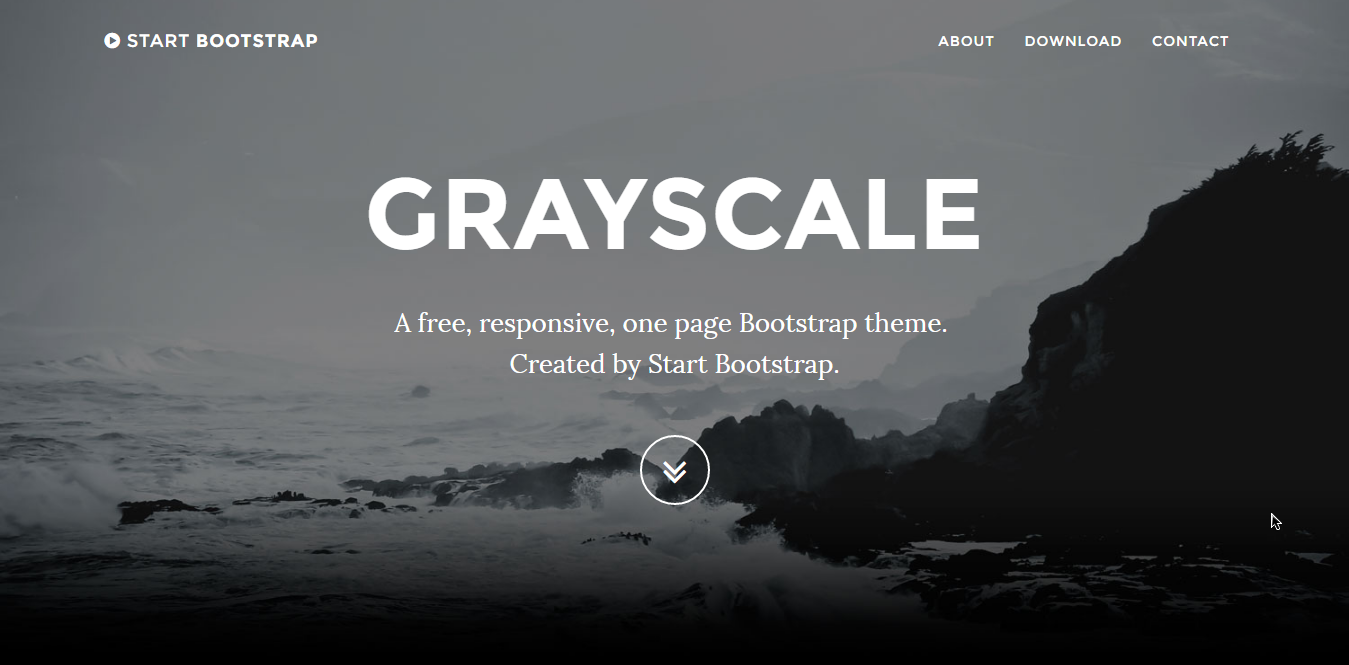 START BOOTSTRAP
ABOUT
DOWNLOAD
CONTACT
GRAYSCALE
A free, responsive, one page Bootstrap theme.
Created by Start Bootstrap.